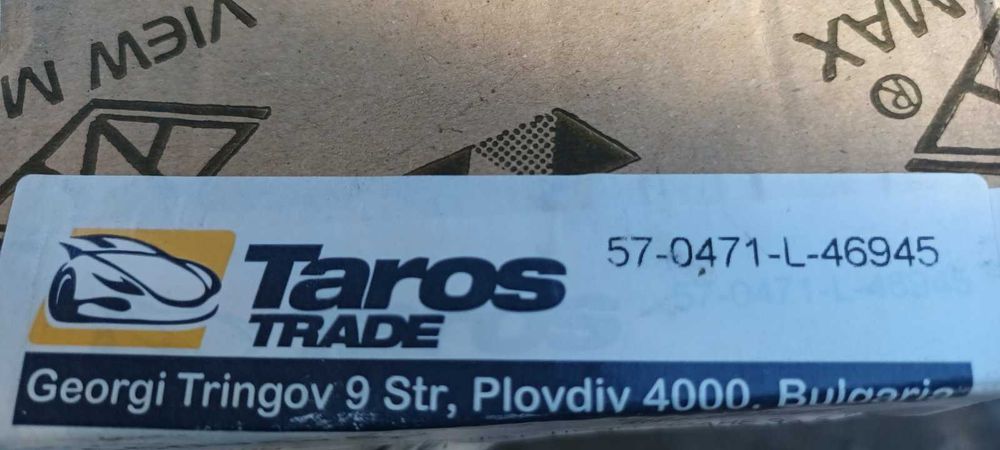 VIEW MAX
®
Taros
TRADE
57-0471-L-46945
Georgi Tringov 9 Str, Plovdiv 4000, Bulgaria